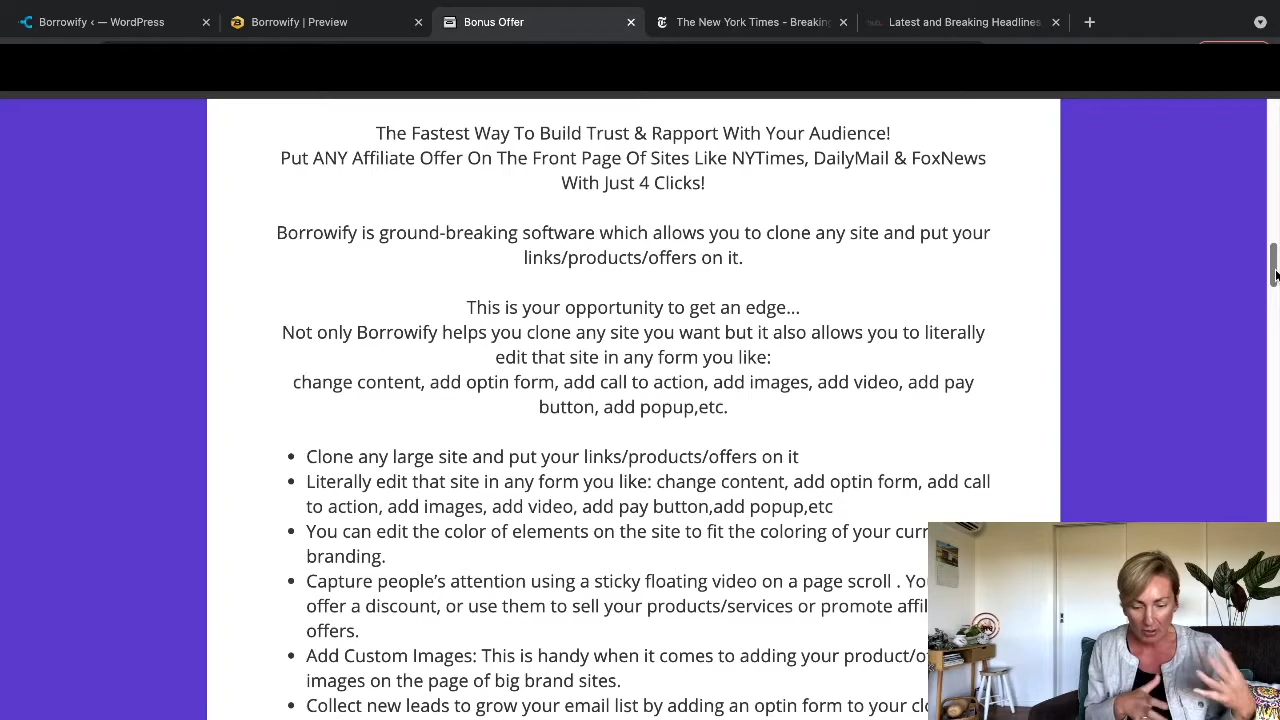 Borrowify ‹ — WordPress
Borrowify | Preview
Bonus Offer
The New York Times - Breaking
Latest and Breaking Headlines
The Fastest Way To Build Trust & Rapport With Your Audience!
Put ANY Affiliate Offer On The Front Page Of Sites Like NYTimes, DailyMail & FoxNews
With Just 4 Clicks!
Borrowify is ground-breaking software which allows you to clone any site and put your
links/products/offers on it.
This is your opportunity to get an edge...
Not only Borrowify helps you clone any site you want but it also allows you to literally
edit that site in any form you like:
change content, add optin form, add call to action, add images, add video, add pay
button, add popup,etc.
• Clone any large site and put your links/products/offers on it
• Literally edit that site in any form you like: change content, add optin form, add call
to action, add images, add video, add pay button,add popup,etc
• You can edit the color of elements on the site to fit the coloring of your curr
branding.
• Capture people's attention using a sticky floating video on a page scroll . Yo
offer a discount, or use them to sell your products/services or promote affil
offers.
• Add Custom Images: This is handy when it comes to adding your product/o
images on the page of big brand sites.
• Collect new leads to grow your email list by adding an optin form to your clo